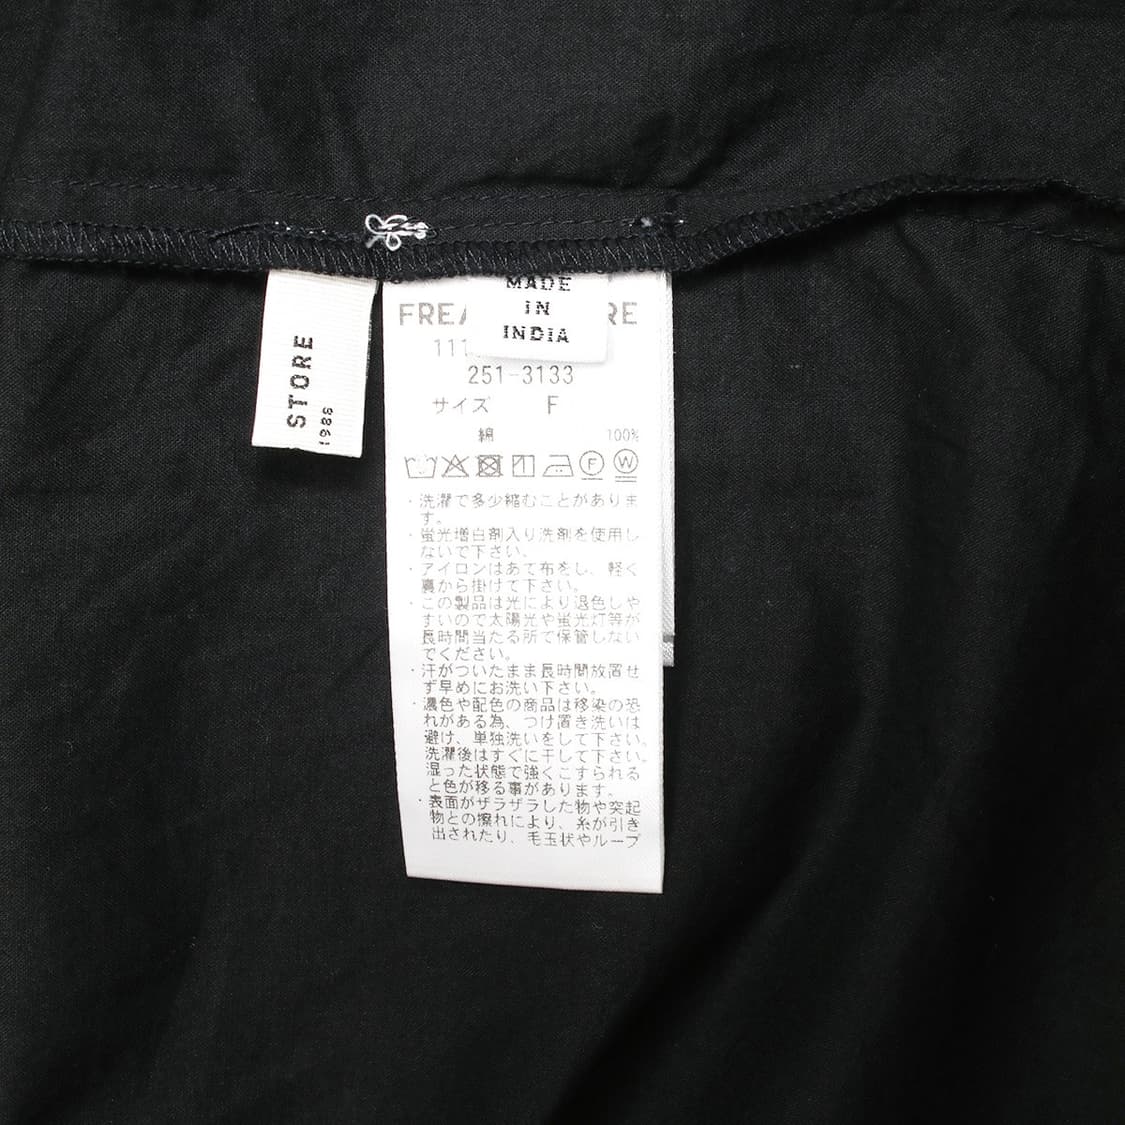 STORE
1988
MADE
IN
INDIA
FREA
RE
111
251-3133
サイズ F
綿 100%
F W
・洗濯で多少縮むことがありま
す。
・蛍光増白剤入り洗剤を使用し
ないで下さい。
・アイロンはあて布をし、軽く
裏から掛けて下さい。
・この製品は光により退色しや
すいので太陽光や蛍光灯等が
長時間当たる所で保管しない
でください。
・汗がついたまま長時間放置せ
ず早めにお洗い下さい。
・濃色や配色の商品は移染の恐
れがある為、つけ置き洗いは
避け、単独洗いをして下さい。
洗濯後はすぐに干して下さい。
湿った状態で強くこすられる
と色が移る事があります。
・表面がザラザラした物や突起
物との擦れにより、糸が引き
出されたり、毛玉状やループ